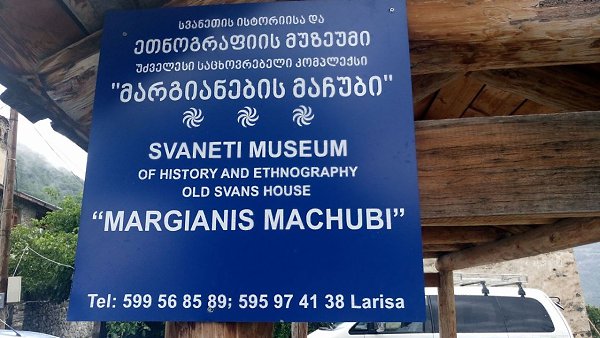 სვანეთის ისტორიისა და
ეთნოგრაფიის მუზეუმი
უძველესი საცხოვრებელი კომპლექსი
"მარგიანების მაჩუბი"
SVANETI MUSEUM
OF HISTORY AND ETHNOGRAPHY
OLD SVANS HOUSE
“MARGIANIS MACHUBI”
Tel: 599 56 85 89; 595 97 41 38 Larisa